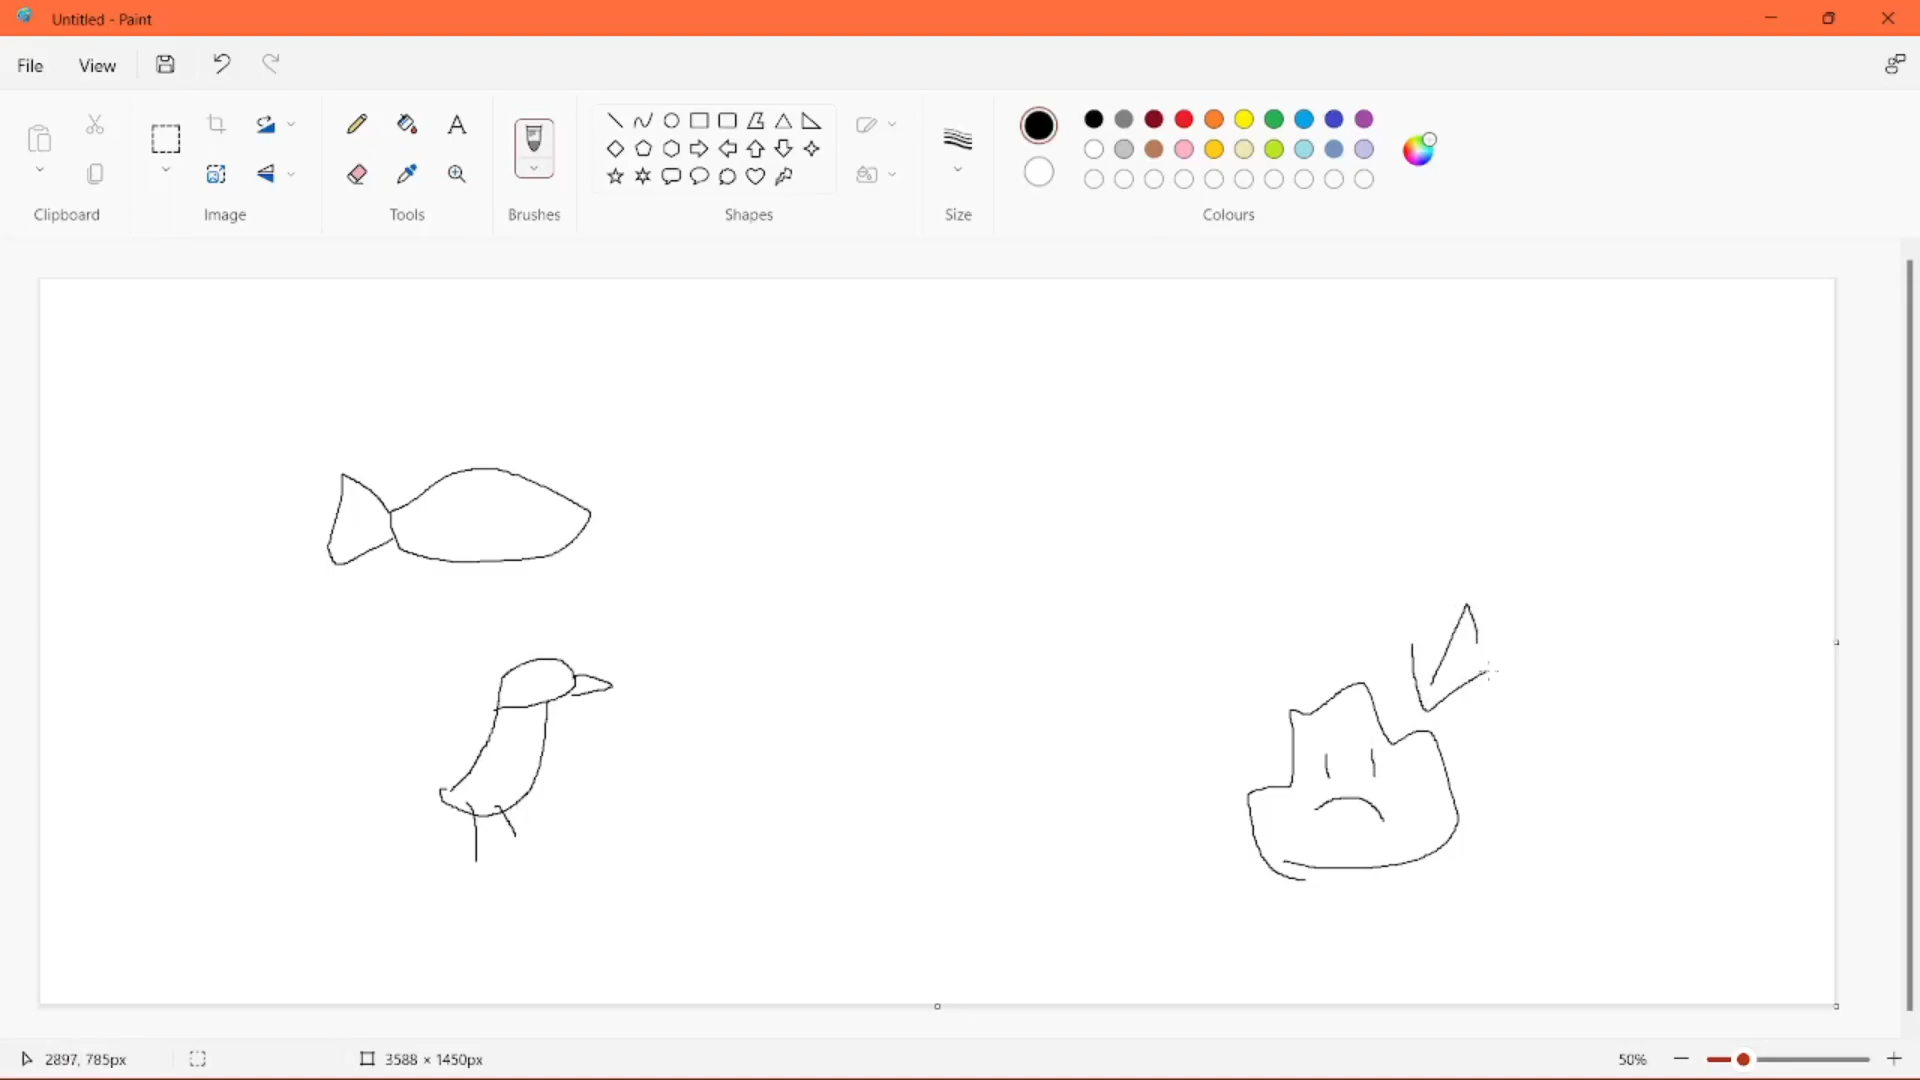 Untitled - Paint
File View
Clipboard Image Tools Brushes Shapes Size Colours
2897, 785px 3588 × 1450px 50%